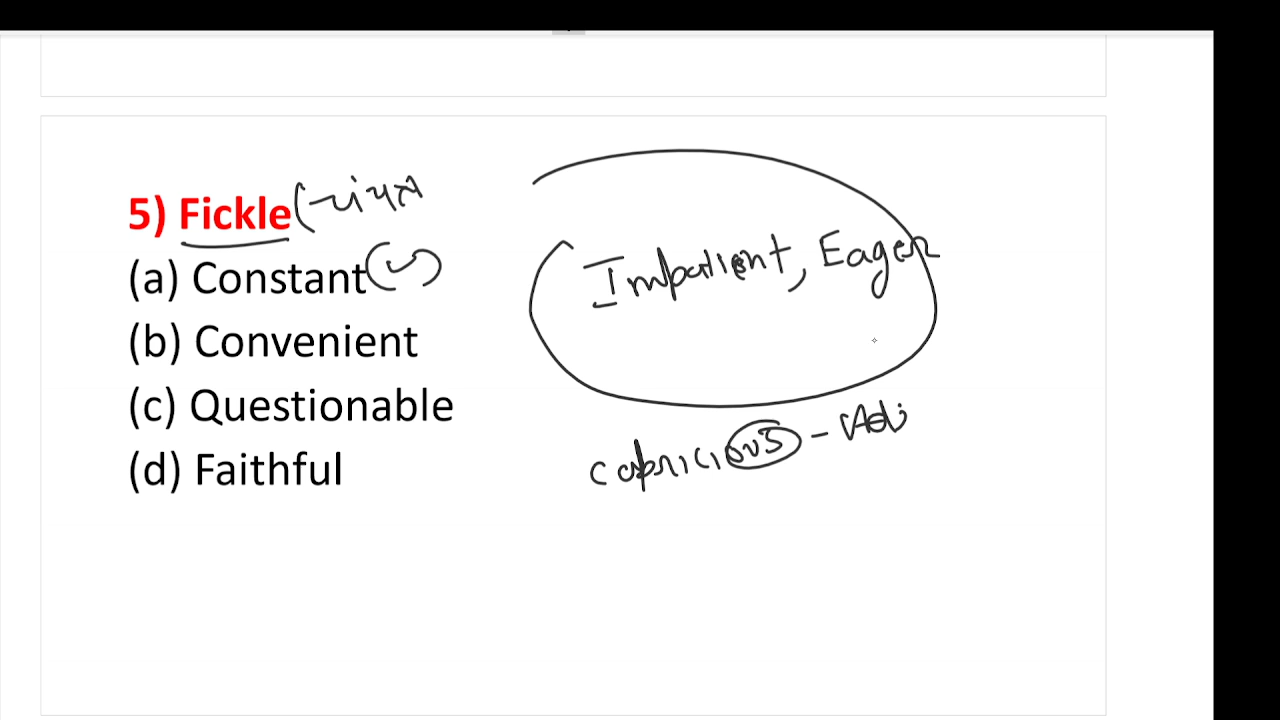 5) Fickle
(a) Constant
(b) Convenient
(c) Questionable
(d) Faithful
Impatient, Eager
capricious - Adj